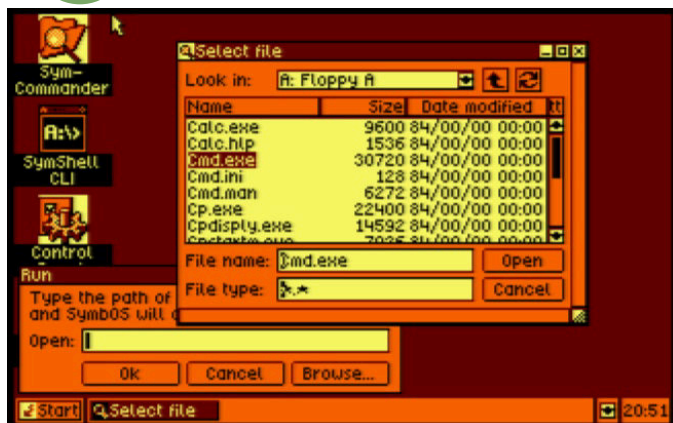 Sym-
Commander
A:\>
SymShell
CLI
Control
Select file
Look in: A: Floppy A
Name Size Date modified tt
Calc.exe 9600 84/00/00 00:00
Calc.hlp 1536 84/00/00 00:00
Cmd.exe 30720 84/00/00 00:00
Cmd.ini 128 84/00/00 00:00
Cmd.man 6272 84/00/00 00:00
Cp.exe 22400 84/00/00 00:00
Cpdisply.exe 14592 84/00/00 00:00
File name: Cmd.exe
Open
File type: *.*
Cancel
Run
Type the path of
and SymbOS will
Open:
Ok Cancel Browse...
Start Select file 20:51